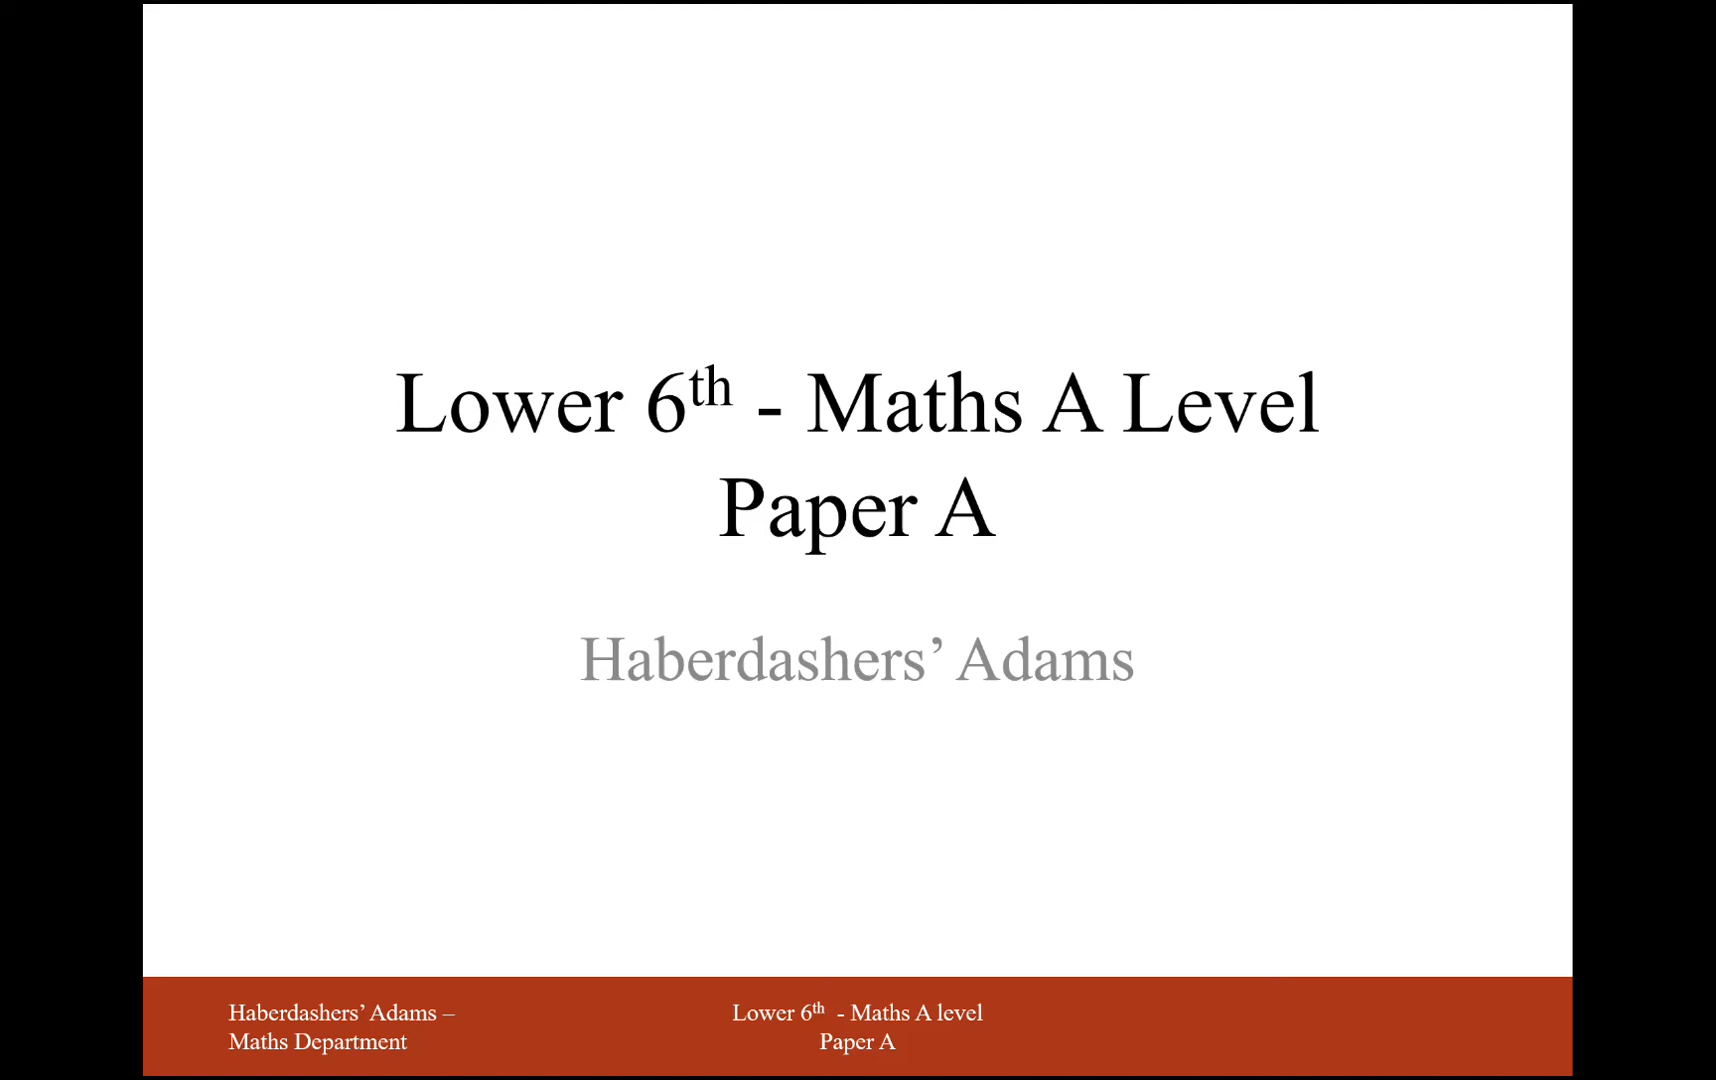 Lower 6th - Maths A Level
Paper A
Haberdashers’ Adams
Haberdashers’ Adams –
Maths Department
Lower 6th - Maths A level
Paper A